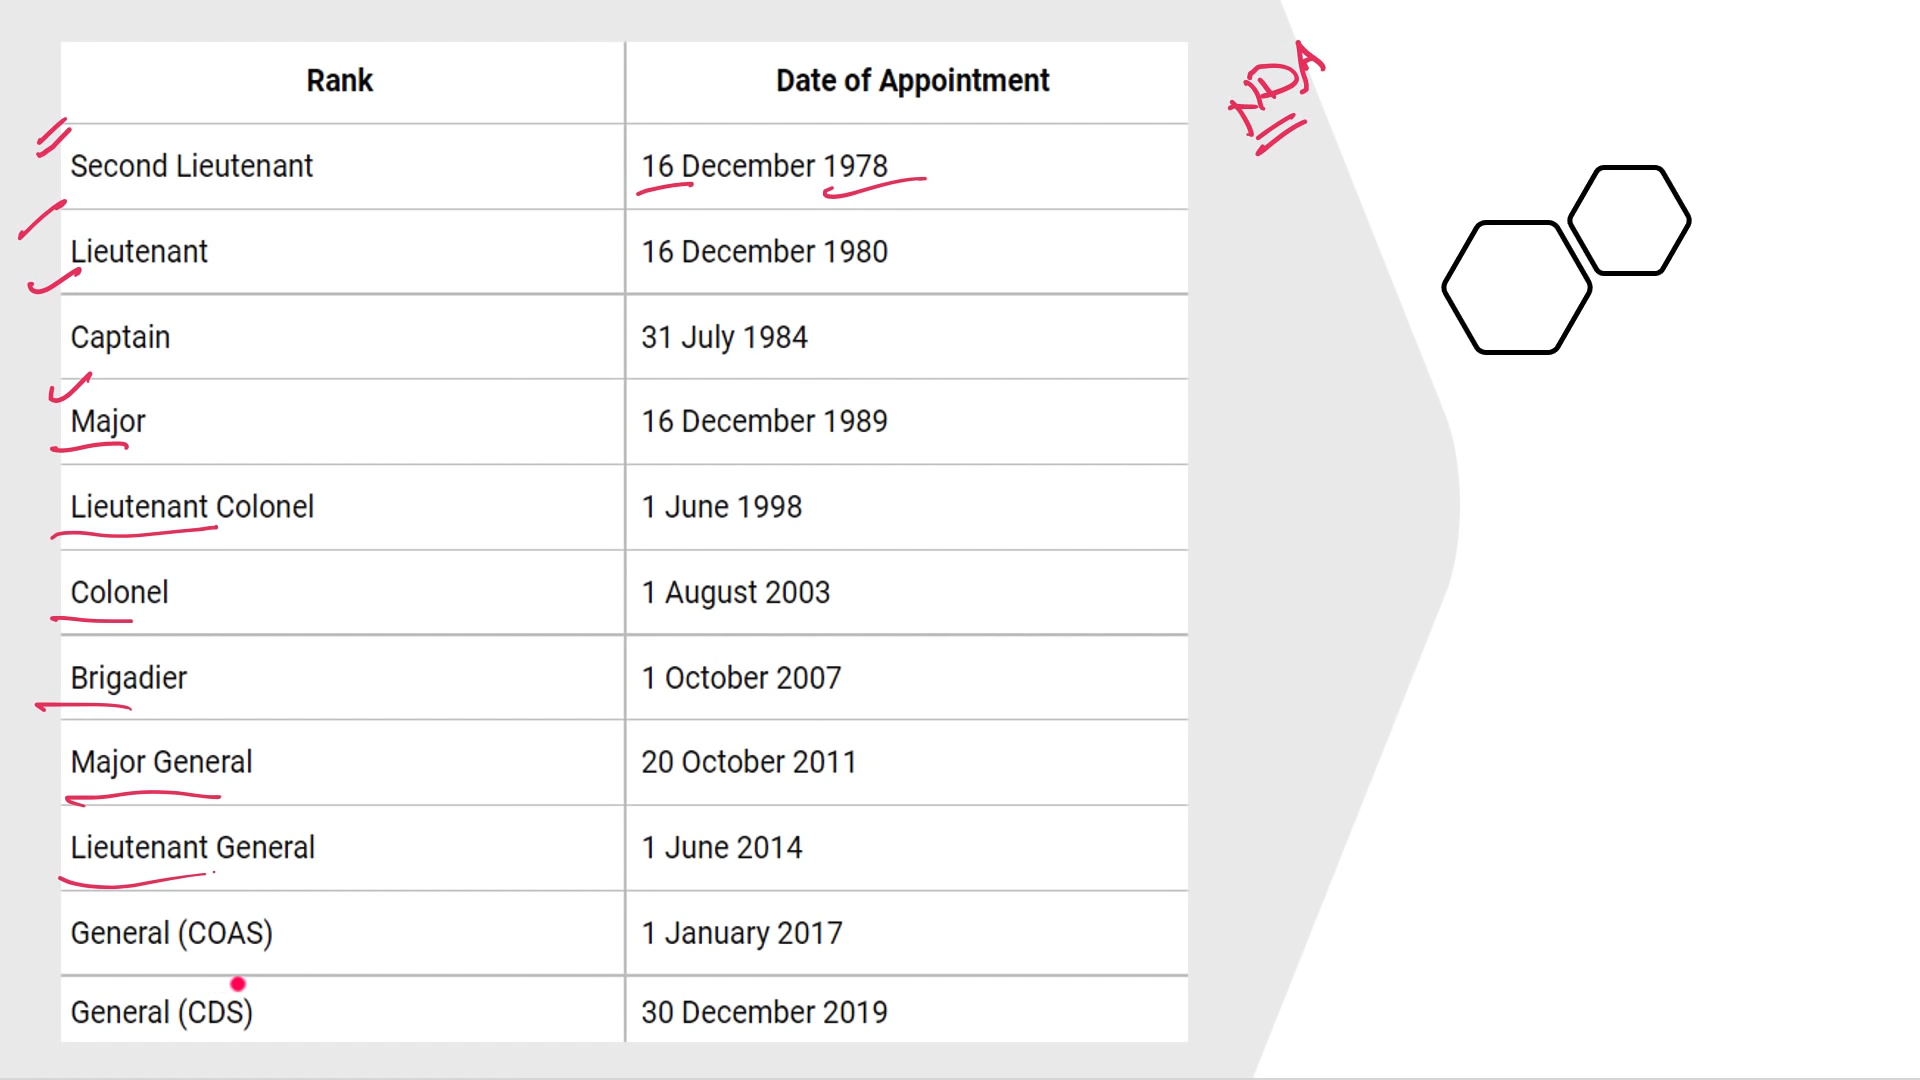 Rank Date of Appointment
Second Lieutenant 16 December 1978
Lieutenant 16 December 1980
Captain 31 July 1984
Major 16 December 1989
Lieutenant Colonel 1 June 1998
Colonel 1 August 2003
Brigadier 1 October 2007
Major General 20 October 2011
Lieutenant General 1 June 2014
General (COAS) 1 January 2017
General (CDS) 30 December 2019
NDA